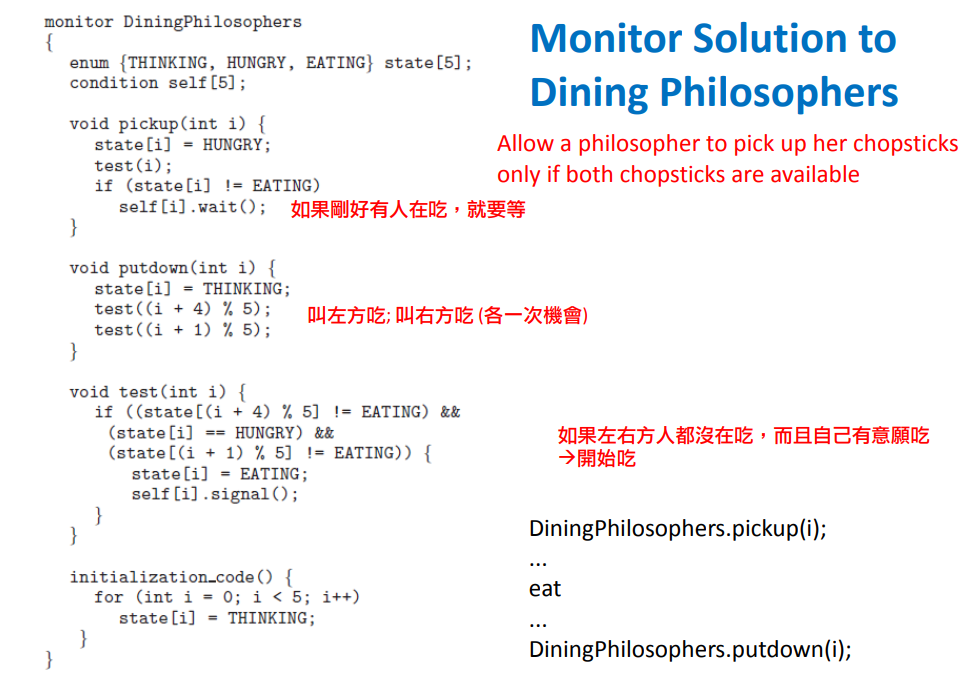 monitor DiningPhilosophers
{
enum {THINKING, HUNGRY, EATING} state[5];
condition self[5];
void pickup(int i) {
state[i] = HUNGRY;
test(i);
if (state[i] != EATING)
self[i].wait();
}
void putdown(int i) {
state[i] = THINKING;
test((i + 4) % 5);
test((i + 1) % 5);
}
void test(int i) {
if ((state[(i + 4) % 5] != EATING) &&
(state[i] == HUNGRY) &&
(state[(i + 1) % 5] != EATING)) {
state[i] = EATING;
self[i].signal();
}
}
initialization_code() {
for (int i = 0; i < 5; i++)
state[i] = THINKING;
}
}
Monitor Solution to
Dining Philosophers
Allow a philosopher to pick up her chopsticks
only if both chopsticks are available
如果剛好有人在吃，就要等
叫左方吃; 叫右方吃 (各一次機會)
如果左右方人都沒在吃，而且自己有意願吃
→開始吃
DiningPhilosophers.pickup(i);
...
eat
...
DiningPhilosophers.putdown(i);